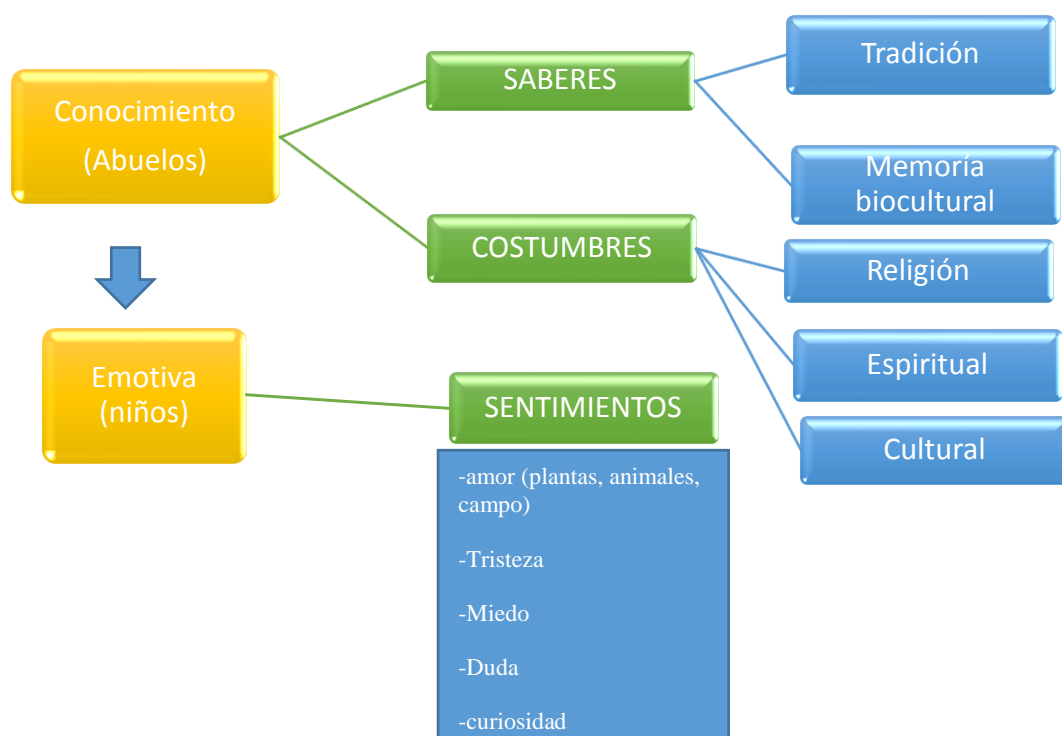 Conocimiento
(Abuelos)
SABERES
Tradición
Memoría
biocultural
COSTUMBRES
Religión
Espiritual
Cultural
Emotiva
(niños)
SENTIMIENTOS
-amor (plantas, animales,
campo)
-Tristeza
-Miedo
-Duda
-curiosidad